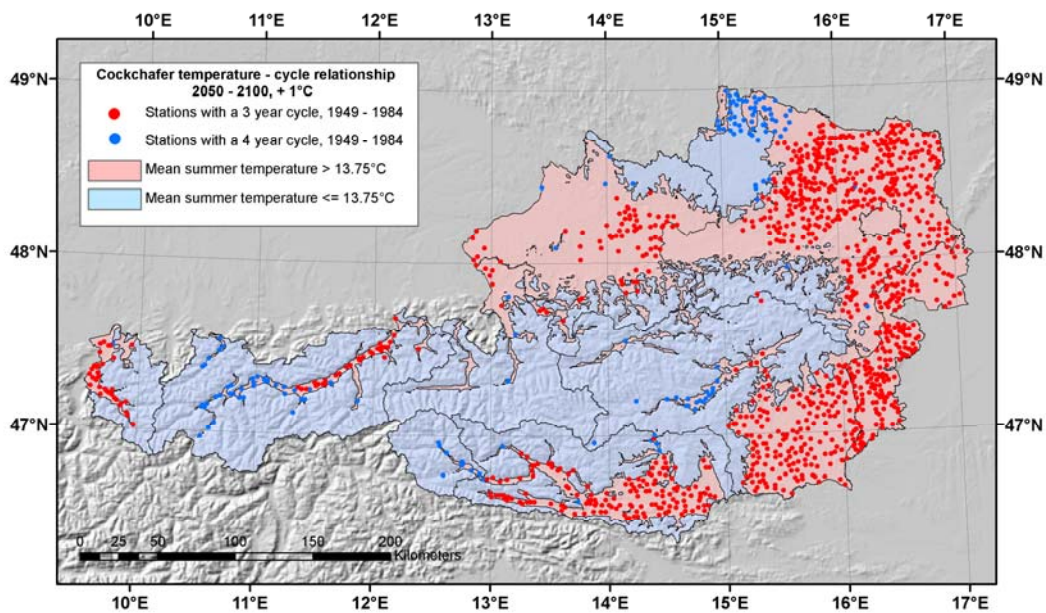 10°E 11°E 12°E 13°E 14°E 15°E 16°E 17°E
49°N 49°N
Cockchafer temperature - cycle relationship
2050 - 2100, + 1°C
Stations with a 3 year cycle, 1949 - 1984
Stations with a 4 year cycle, 1949 - 1984
Mean summer temperature > 13.75°C
Mean summer temperature <= 13.75°C
48°N 48°N
47°N 47°N
0 25 50 100 150 200
Kilometers
10°E 11°E 12°E 13°E 14°E 15°E 16°E 17°E